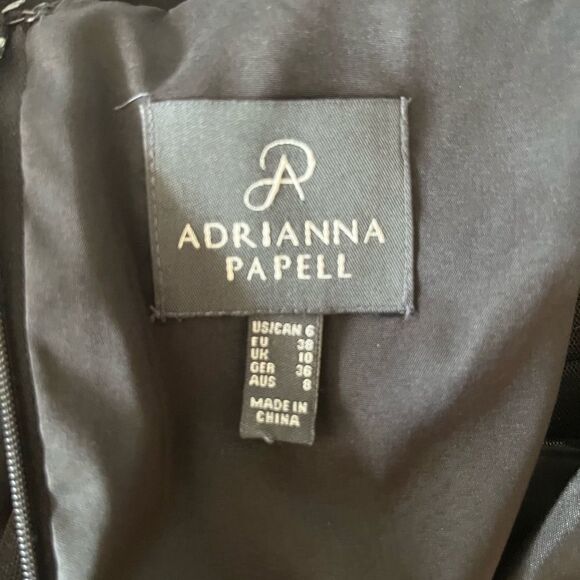 ADRIANNA
PAPELL
US/CAN 6
EU 38
UK 10
GER 36
AUS 8
MADE IN
CHINA